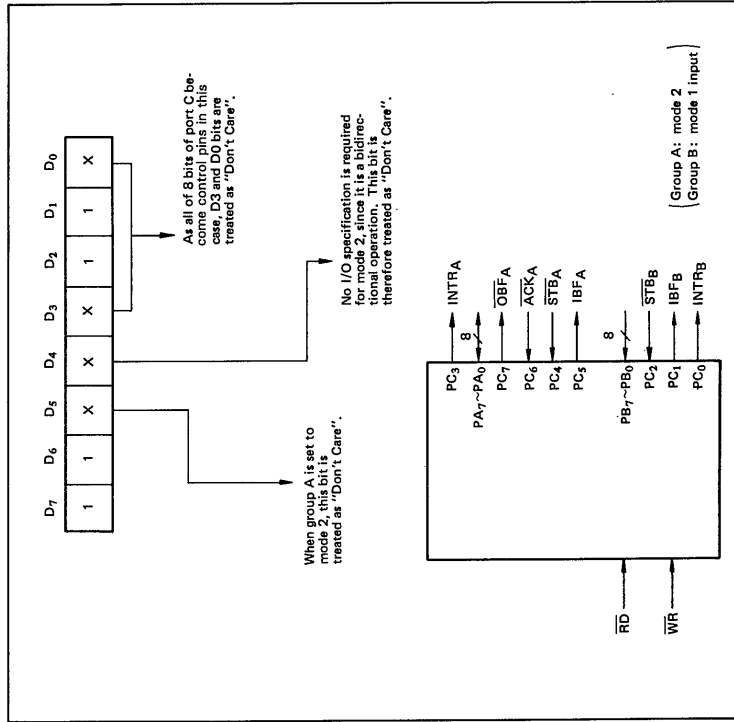 D7 D6 D5 D4 D3 D2 D1 D0
1 1 X X X 1 1 X
When group A is set to
mode 2, this bit is
treated as "Don't Care".
No I/O specification is required
for mode 2, since it is a bidirec-
tional operation. This bit is
therefore treated as "Don't Care".
As all of 8 bits of port C be-
come control pins in this
case, D3 and D0 bits are
treated as "Don't Care".
RD
WR
PC3 INTRA
PA7~PA0 8
PC7 OBFA
PC6 ACKA
PC4 STBA
PC5 IBFA
PB7~PB0 8
PC2 STBB
PC1 IBFB
PC0 INTRB
(Group A: mode 2
Group B: mode 1 input)